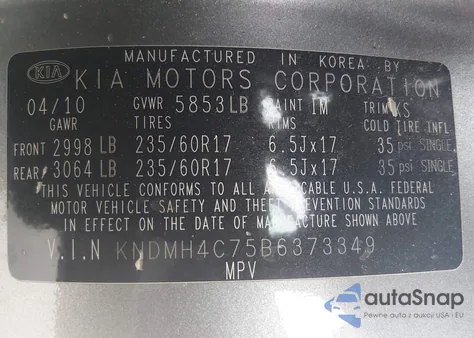 MANUFACTURED IN KOREA BY
KIA
KIA MOTORS CORPORATION
04/10 GVWR 5853LB PAINT IM TRIM KS
GAWR TIRES RIMS COLD TIRE INFL
FRONT 2998 LB 235/60R17 6.5Jx17 35 psi SINGLE
REAR 3064 LB 235/60R17 6.5Jx17 35 psi SINGLE
THIS VEHICLE CONFORMS TO ALL APPLICABLE U.S.A. FEDERAL
MOTOR VEHICLE SAFETY AND THEFT PREVENTION STANDARDS
IN EFFECT ON THE DATE OF MANUFACTURE SHOWN ABOVE.
V.I.N KNDMH4C75B6373349
MPV
autoSnap
Pewne auta z USA i EU